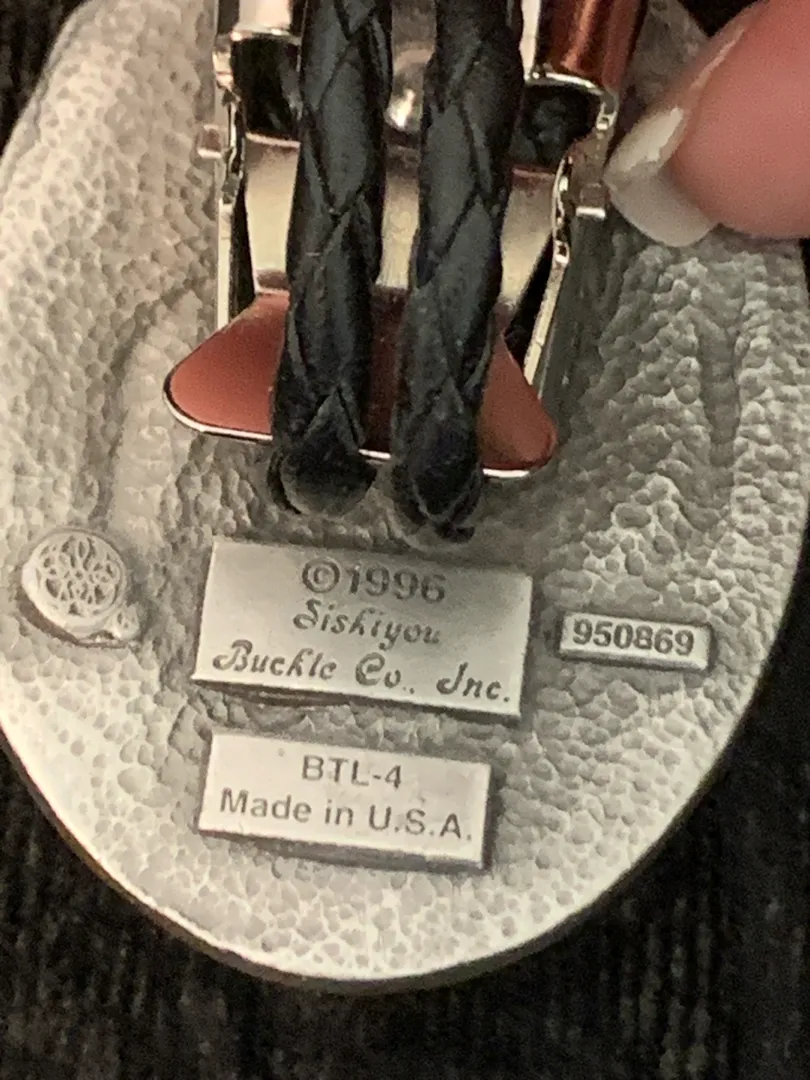 ©1996
Siskiyou
Buckle Co., Inc.
950869
BTL-4
Made in U.S.A.